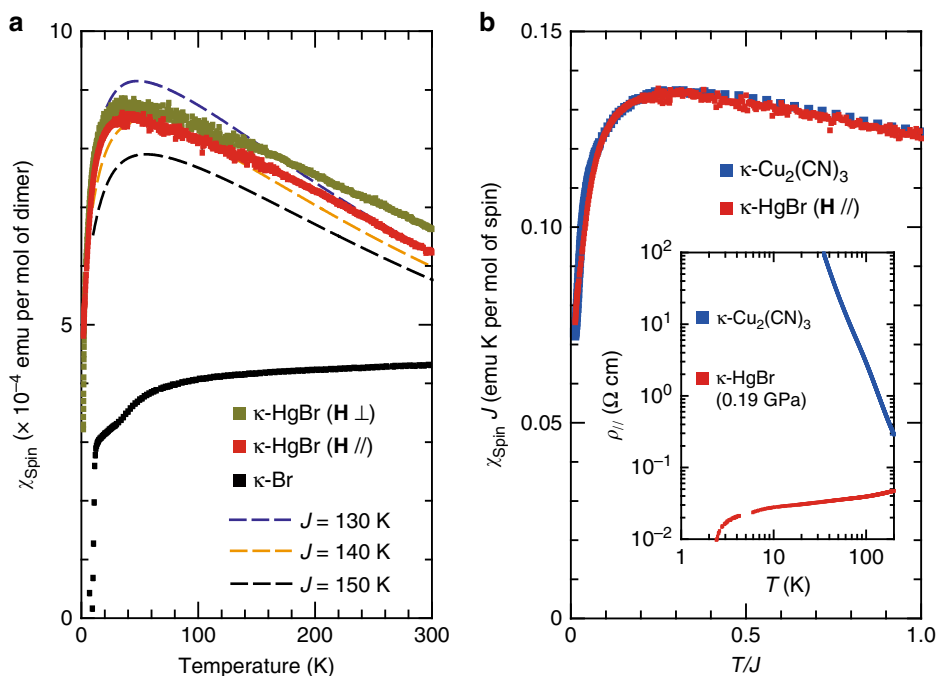 a
10
5
0
χSpin (× 10⁻⁴ emu per mol of dimer)
κ-HgBr (H ⊥)
κ-HgBr (H //)
κ-Br
J = 130 K
J = 140 K
J = 150 K
0 100 200 300
Temperature (K)
b
0.15
0.10
0.05
0
χSpin J (emu K per mol of spin)
κ-Cu₂(CN)₃
κ-HgBr (H //)
10²
10¹
10⁰
10⁻¹
10⁻²
ρ// (Ω cm)
κ-Cu₂(CN)₃
κ-HgBr
(0.19 GPa)
1 10 100
T (K)
0 0.5 1.0
T/J